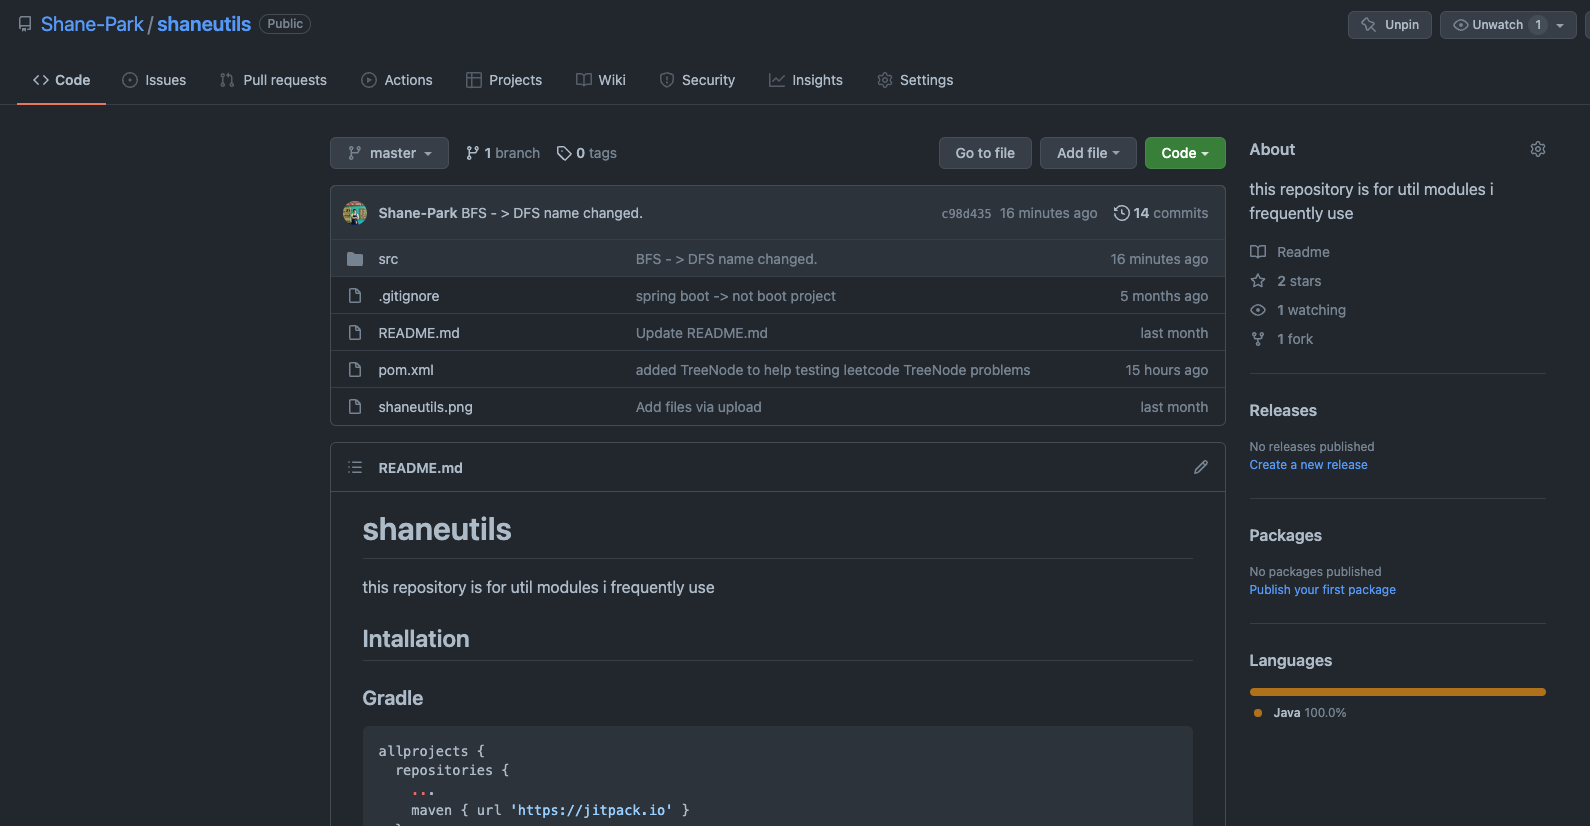 Shane-Park / shaneutils Public
Unpin Unwatch 1
Code Issues Pull requests Actions Projects Wiki Security Insights Settings
master 1 branch 0 tags Go to file Add file Code
Shane-Park BFS - > DFS name changed. c98d435 16 minutes ago 14 commits
src BFS - > DFS name changed. 16 minutes ago
.gitignore spring boot -> not boot project 5 months ago
README.md Update README.md last month
pom.xml added TreeNode to help testing leetcode TreeNode problems 15 hours ago
shaneutils.png Add files via upload last month
README.md
shaneutils
this repository is for util modules i frequently use
Intallation
Gradle
allprojects {
repositories {
...
maven { url 'https://jitpack.io' }
About
this repository is for util modules i
frequently use
Readme
2 stars
1 watching
1 fork
Releases
No releases published
Create a new release
Packages
No packages published
Publish your first package
Languages
Java 100.0%